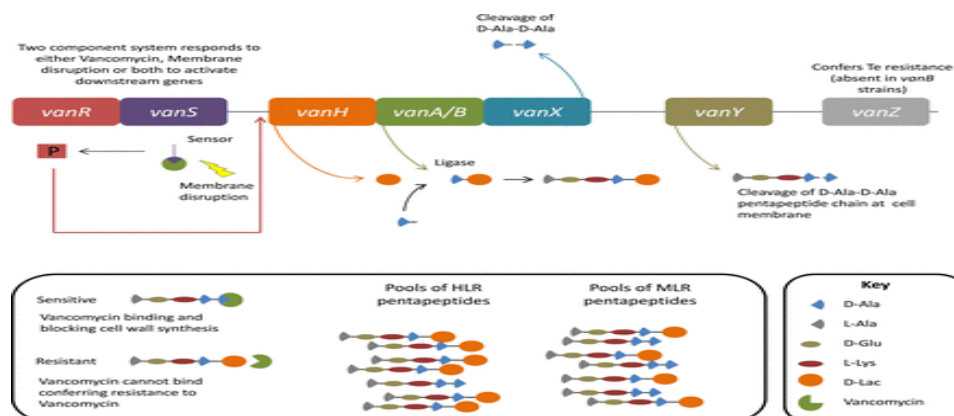 Cleavage of
D-Ala-D-Ala
Two component system responds to
either Vancomycin, Membrane
disruption or both to activate
downstream genes
Confers Te resistance
(absent in vanB
strains)
vanR
vanS
vanH
vanA/B
vanX
vanY
vanZ
Sensor
P
Membrane
disruption
Ligase
Cleavage of D-Ala-D-Ala
pentapeptide chain at cell
membrane
Sensitive
Vancomycin binding and
blocking cell wall synthesis
Resistant
Vancomycin cannot bind
conferring resistance to
Vancomycin
Pools of HLR
pentapeptides
Pools of MLR
pentapeptides
Key
D-Ala
L-Ala
D-Glu
L-Lys
D-Lac
Vancomycin